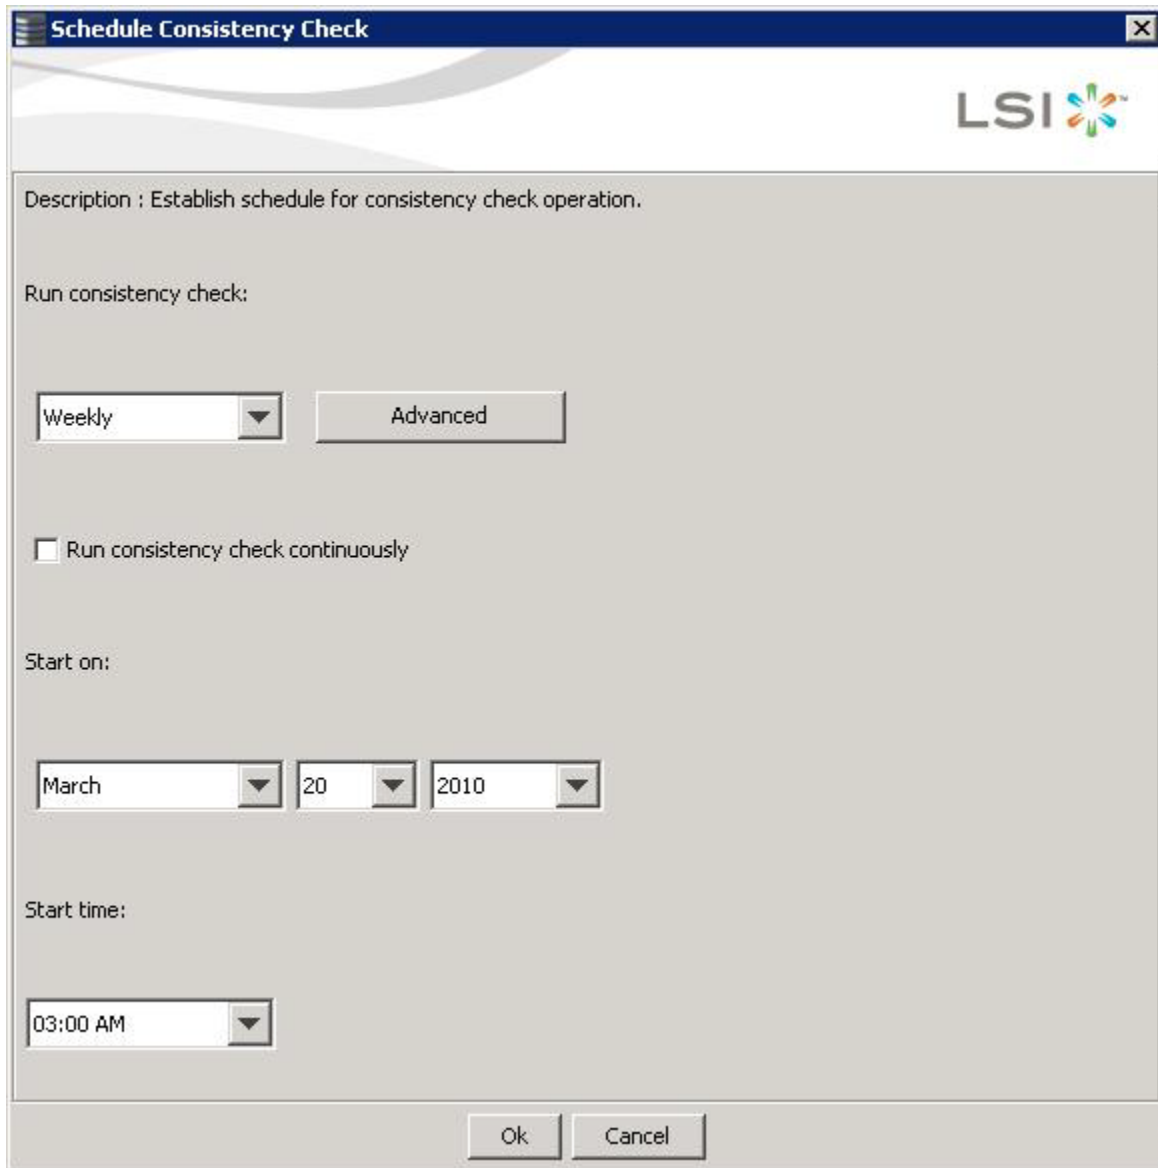 Schedule Consistency Check
LSI™
Description : Establish schedule for consistency check operation.
Run consistency check:
Weekly Advanced
Run consistency check continuously
Start on:
March 20 2010
Start time:
03:00 AM
Ok Cancel